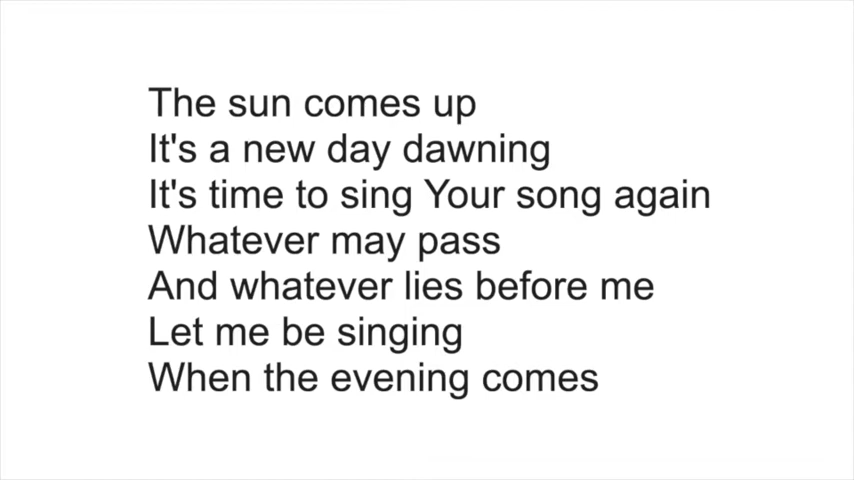 The sun comes up
It's a new day dawning
It's time to sing Your song again
Whatever may pass
And whatever lies before me
Let me be singing
When the evening comes